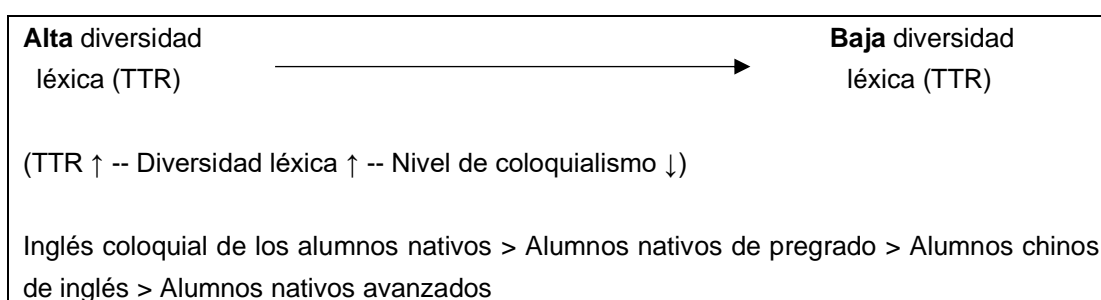 Alta diversidad Baja diversidad
léxica (TTR) léxica (TTR)
(TTR ↑ -- Diversidad léxica ↑ -- Nivel de coloquialismo ↓)
Inglés coloquial de los alumnos nativos > Alumnos nativos de pregrado > Alumnos chinos
de inglés > Alumnos nativos avanzados